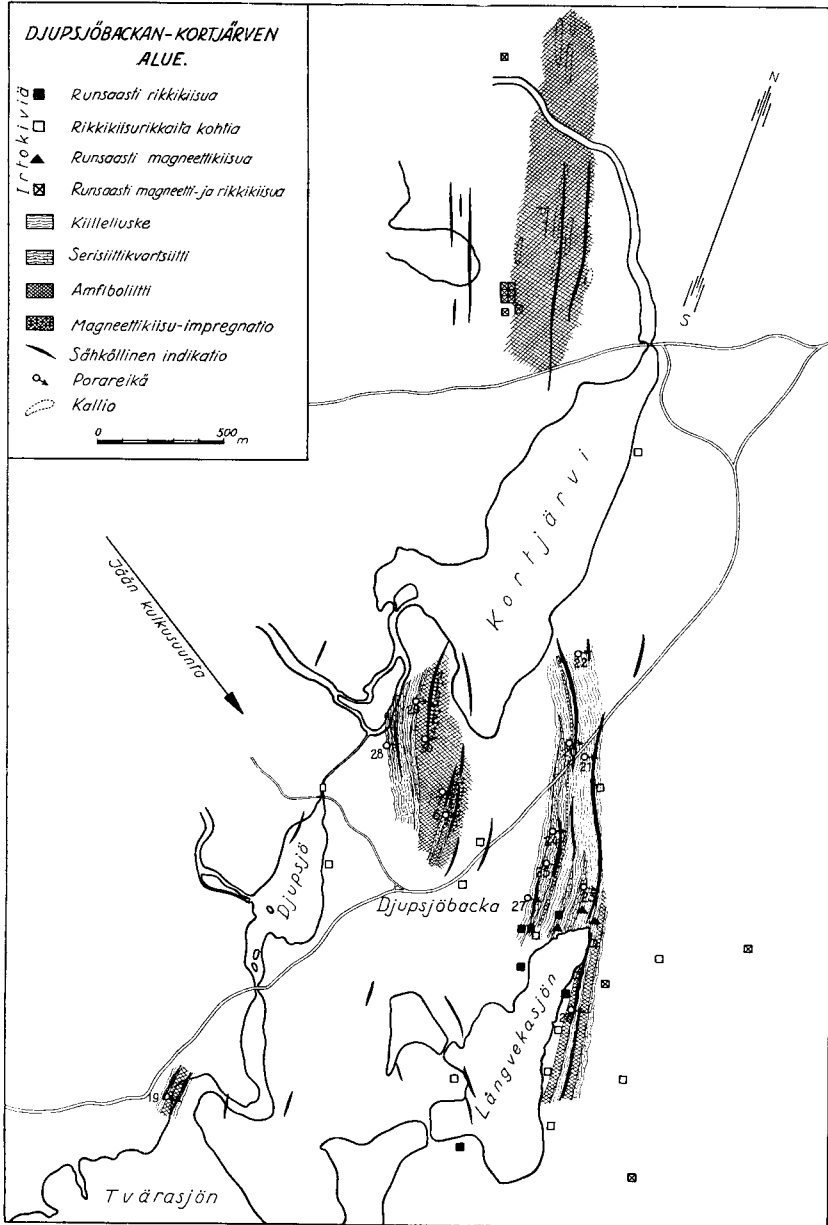 DJUPSJÖBACKAN-KORTJÄRVEN
ALUE.
Irtokiviä
Runsaasti rikkikiisua
Rikkikiisurikkaita kohtia
Runsaasti magneettikiisua
Runsaasti magneetti-ja rikkikiisua
Kiilleliuske
Serisiittikvartsiitti
Amfiboliitti
Magneettikiisu-impregnatio
Sähköllinen indikatio
Porareikä
Kallio
0 500 m
N
S
Kortjärvi
Jään kulkusuunta
22
28
21
Djupsjö
Djupsjöbacka
27
Långvekasjön
19
Tvärasjön